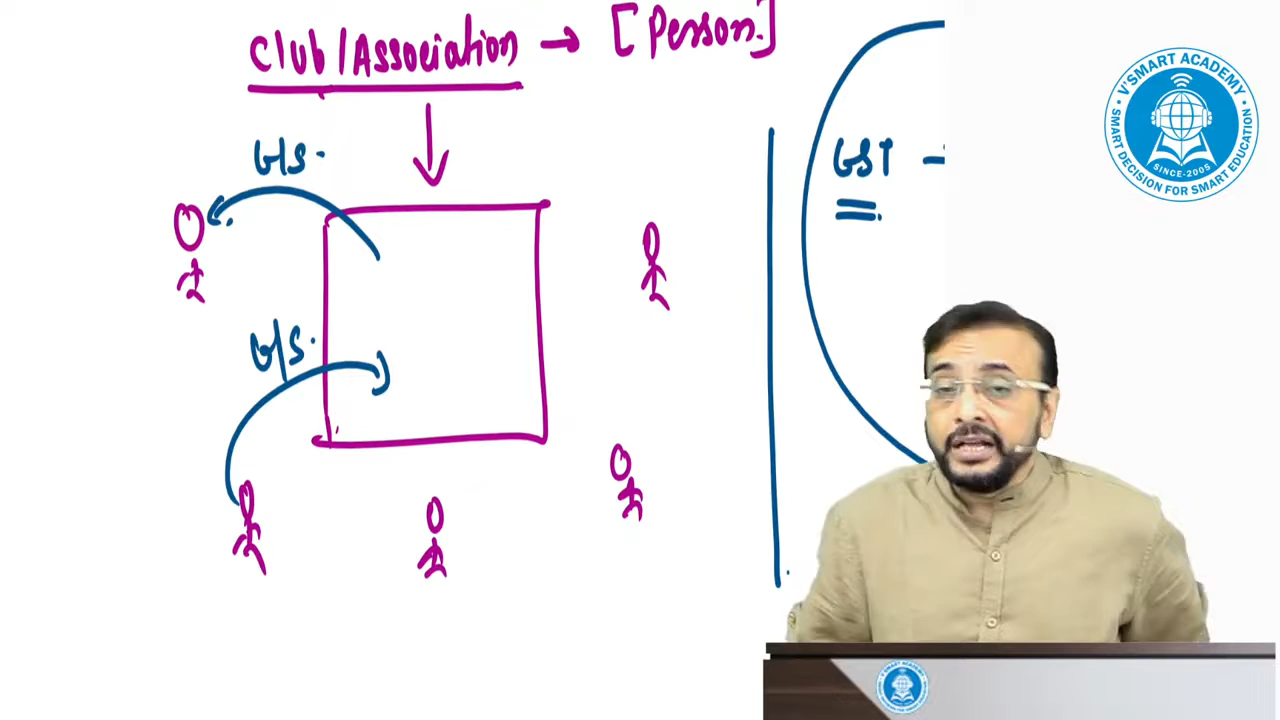 Club/Association → [Person.]
G/S.
G/S.
GST →
V'SMART ACADEMY
SMART DECISION FOR SMART EDUCATION
SINCE-2005